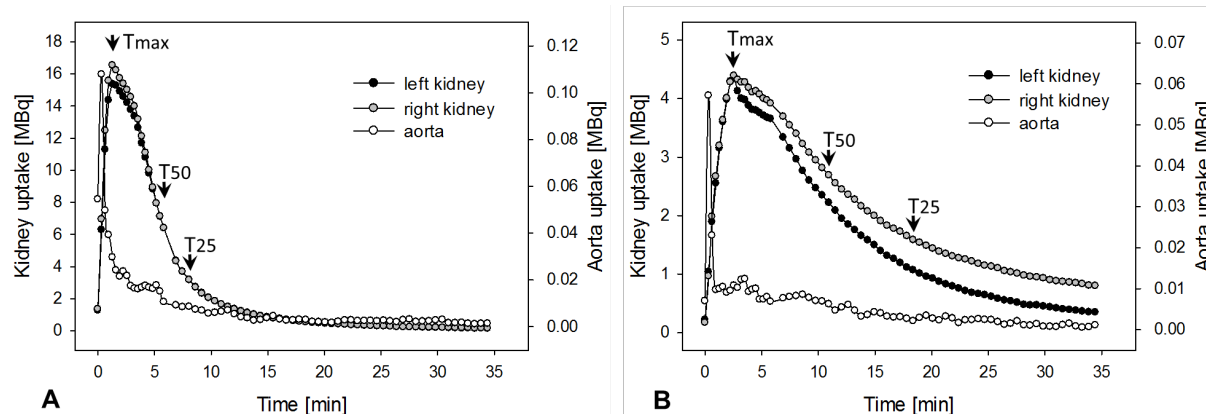 Tmax
T50
T25
left kidney
right kidney
aorta
Kidney uptake [MBq]
18
16
14
12
10
8
6
4
2
0
Aorta uptake [MBq]
0.12
0.10
0.08
0.06
0.04
0.02
0.00
0 5 10 15 20 25 30 35
Time [min]
A
Tmax
T50
T25
left kidney
right kidney
aorta
Kidney uptake [MBq]
5
4
3
2
1
0
Aorta uptake [MBq]
0.07
0.06
0.05
0.04
0.03
0.02
0.01
0.00
0 5 10 15 20 25 30 35
Time [min]
B